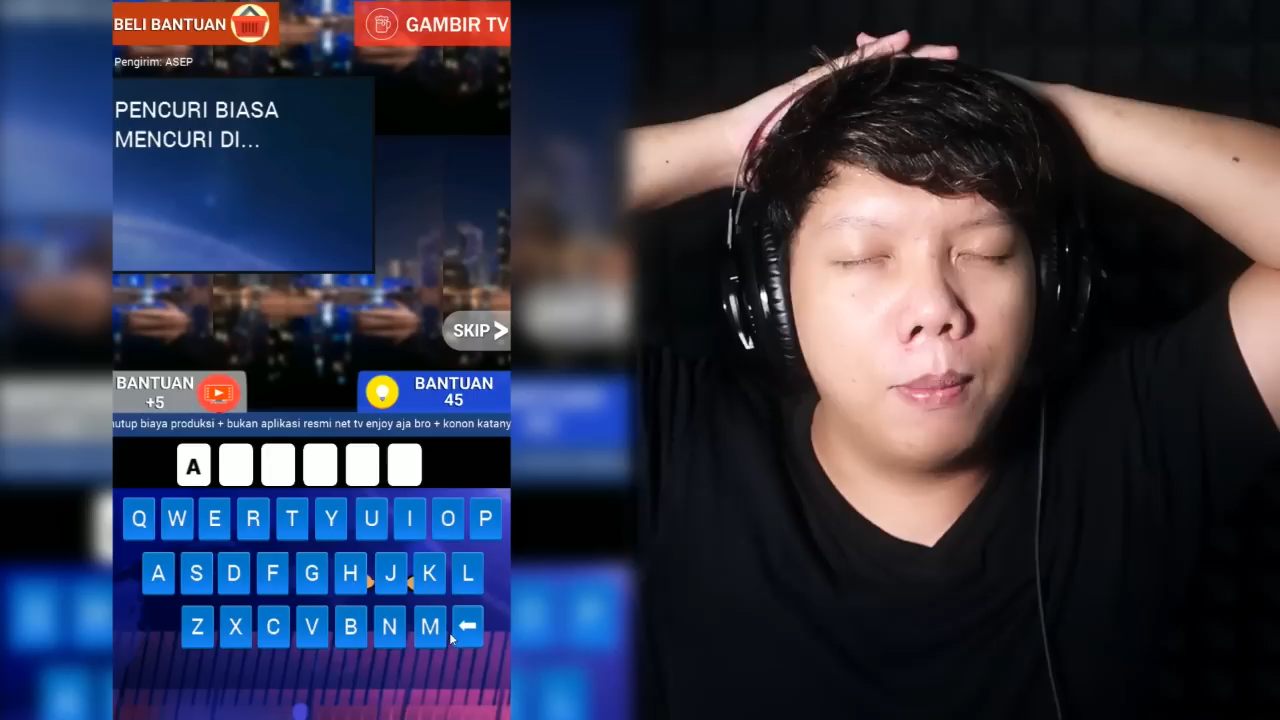 BELI BANTUAN
GAMBIR TV
Pengirim: ASEP
PENCURI BIASA
MENCURI DI...
SKIP >
BANTUAN
+5
BANTUAN
45
utup biaya produksi + bukan aplikasi resmi net tv enjoy aja bro + konon katany
A
Q W E R T Y U I O P
A S D F G H J K L
Z X C V B N M